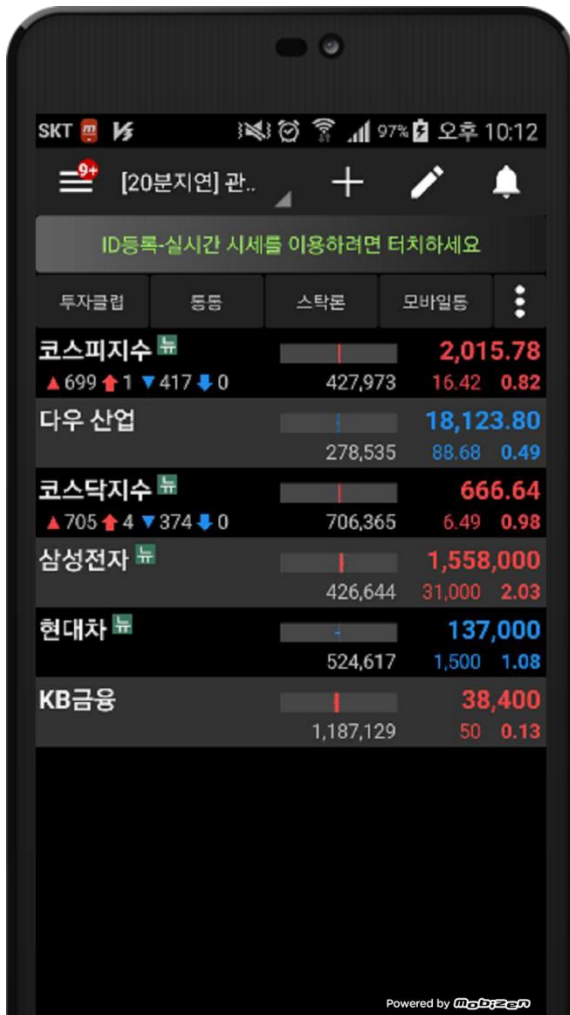 SKT 97% 오후 10:12
9+ [20분지연] 관..
ID등록-실시간 시세를 이용하려면 터치하세요
투자클럽 통통 스탁론 모바일통
코스피지수 뉴 2,015.78
▲699 ⬆1 ▼417 ⬇0 427,973 16.42 0.82
다우 산업 18,123.80
278,535 88.68 0.49
코스닥지수 뉴 666.64
▲705 ⬆4 ▼374 ⬇0 706,365 6.49 0.98
삼성전자 뉴 1,558,000
426,644 31,000 2.03
현대차 뉴 137,000
524,617 1,500 1.08
KB금융 38,400
1,187,129 50 0.13
Powered by Mobizen